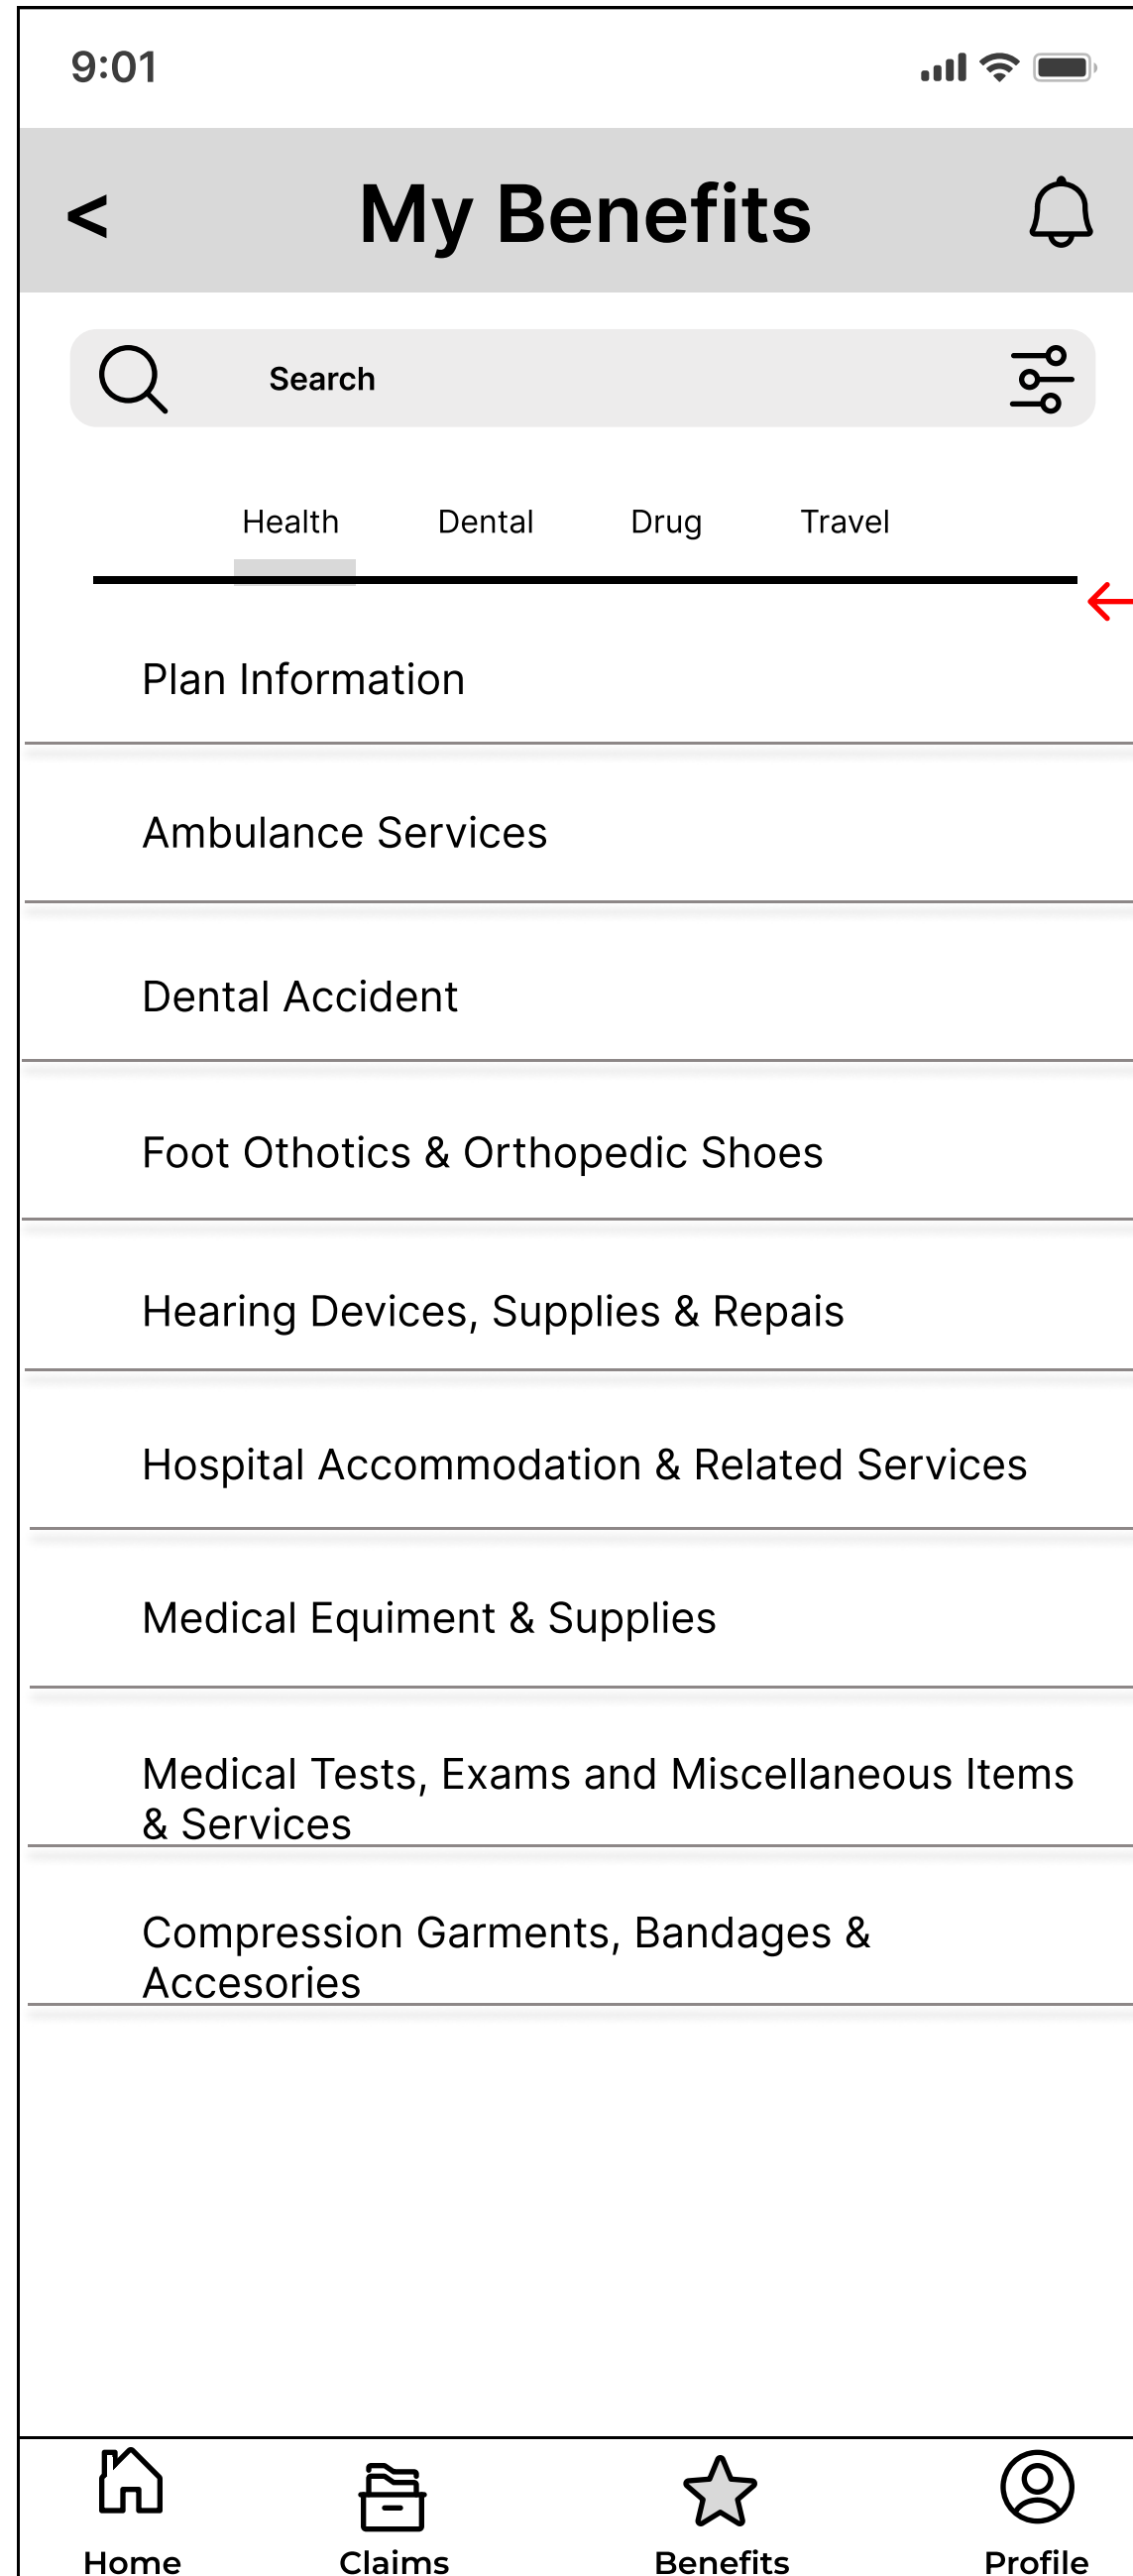 9:01
< My Benefits
Search
Health Dental Drug Travel
Plan Information
Ambulance Services
Dental Accident
Foot Othotics & Orthopedic Shoes
Hearing Devices, Supplies & Repais
Hospital Accommodation & Related Services
Medical Equiment & Supplies
Medical Tests, Exams and Miscellaneous Items
& Services
Compression Garments, Bandages &
Accesories
Home Claims Benefits Profile